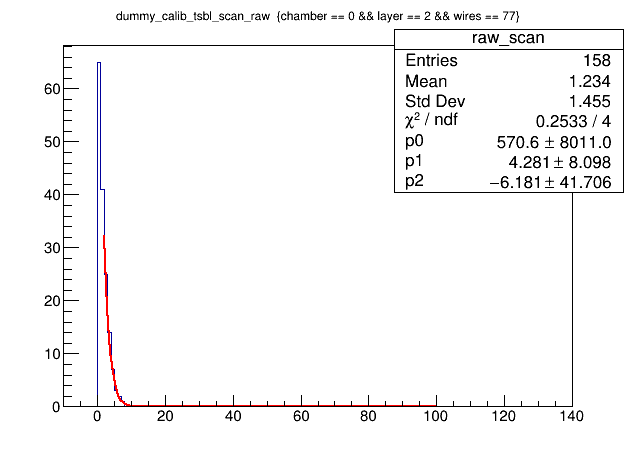 dummy_calib_tsbl_scan_raw {chamber == 0 && layer == 2 && wires == 77}
raw_scan
Entries 158
Mean 1.234
Std Dev 1.455
χ² / ndf 0.2533 / 4
p0 570.6 ± 8011.0
p1 4.281 ± 8.098
p2 −6.181 ± 41.706
60
50
40
30
20
10
0
0 20 40 60 80 100 120 140